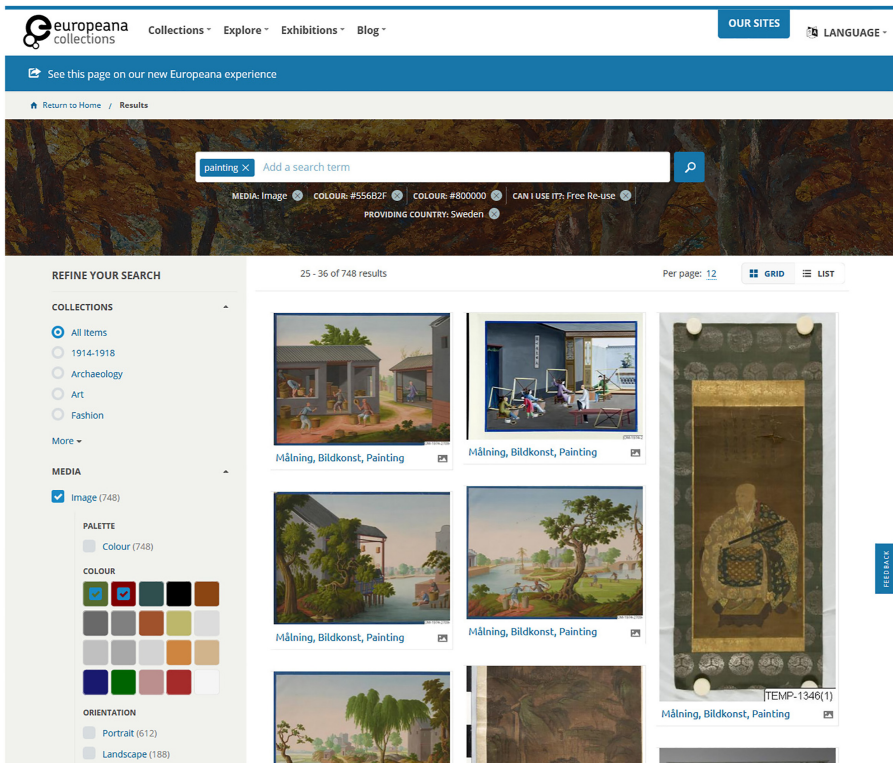 europeana
collections
Collections
Explore
Exhibitions
Blog
OUR SITES
LANGUAGE
See this page on our new Europeana experience
Return to Home / Results
painting × Add a search term
MEDIA: Image
COLOUR: #556B2F
COLOUR: #800000
CAN I USE IT?: Free Re-use
PROVIDING COUNTRY: Sweden
REFINE YOUR SEARCH
COLLECTIONS
All Items
1914-1918
Archaeology
Art
Fashion
More
MEDIA
Image (748)
PALETTE
Colour (748)
COLOUR
ORIENTATION
Portrait (612)
Landscape (188)
25 - 36 of 748 results
Per page: 12
GRID
LIST
Målning, Bildkonst, Painting
Målning, Bildkonst, Painting
Målning, Bildkonst, Painting
Målning, Bildkonst, Painting
TEMP-1346(1)
Målning, Bildkonst, Painting
FEEDBACK